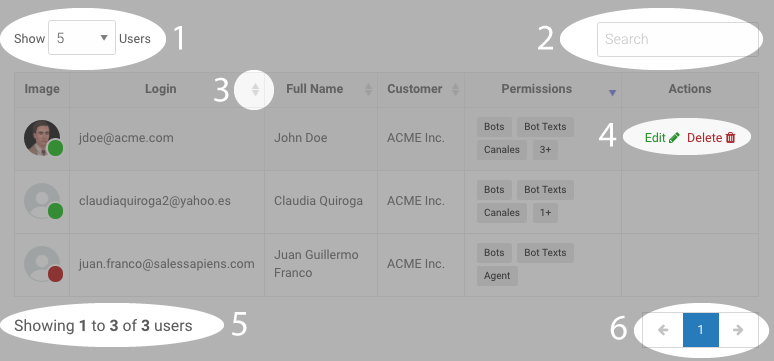 Show 5 Users 1
2 Search
Image Login 3 Full Name Customer Permissions Actions
jdoe@acme.com John Doe ACME Inc. Bots Bot Texts 4 Edit Delete
Canales 3+
claudiaquiroga2@yahoo.es Claudia Quiroga ACME Inc. Bots Bot Texts
Canales 1+
juan.franco@salessapiens.com Juan Guillermo ACME Inc. Bots Bot Texts
Franco Agent
Showing 1 to 3 of 3 users 5
6 ← 1 →